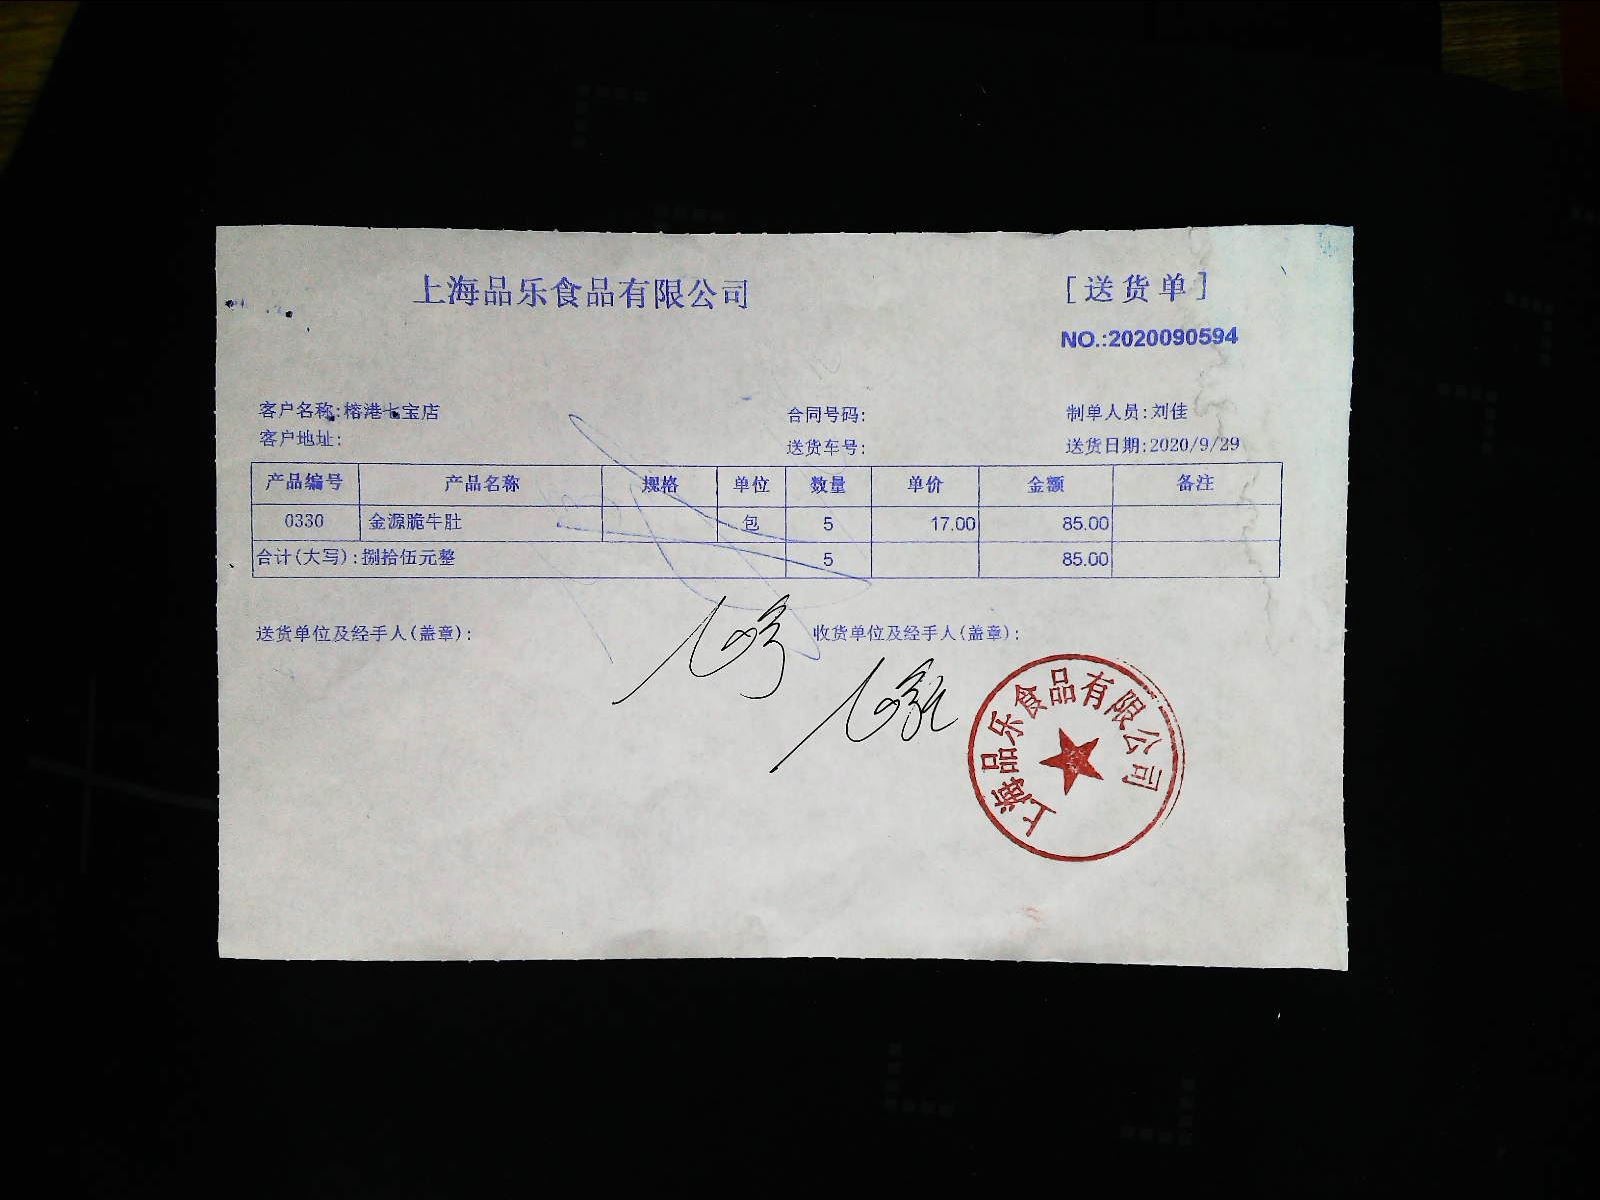 上海品乐食品有限公司 [送货单]
NO.:2020090594
客户名称:榕港七宝店 合同号码: 制单人员:刘佳
客户地址: 送货车号: 送货日期:2020/9/29
产品编号 产品名称 规格 单位 数量 单价 金额 备注
0330 金源脆牛肚 包 5 17.00 85.00
合计(大写):捌拾伍元整 5 85.00
送货单位及经手人(盖章): 收货单位及经手人(盖章):
上海品乐食品有限公司